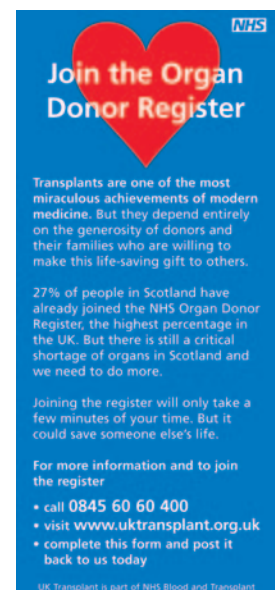 NHS
Join the Organ
Donor Register
Transplants are one of the most
miraculous achievements of modern
medicine. But they depend entirely
on the generosity of donors and
their families who are willing to
make this life-saving gift to others.
27% of people in Scotland have
already joined the NHS Organ Donor
Register, the highest percentage in
the UK. But there is still a critical
shortage of organs in Scotland and
we need to do more.
Joining the register will only take a
few minutes of your time. But it
could save someone else's life.
For more information and to join
the register
• call 0845 60 60 400
• visit www.uktransplant.org.uk
• complete this form and post it
back to us today
UK Transplant is part of NHS Blood and Transplant